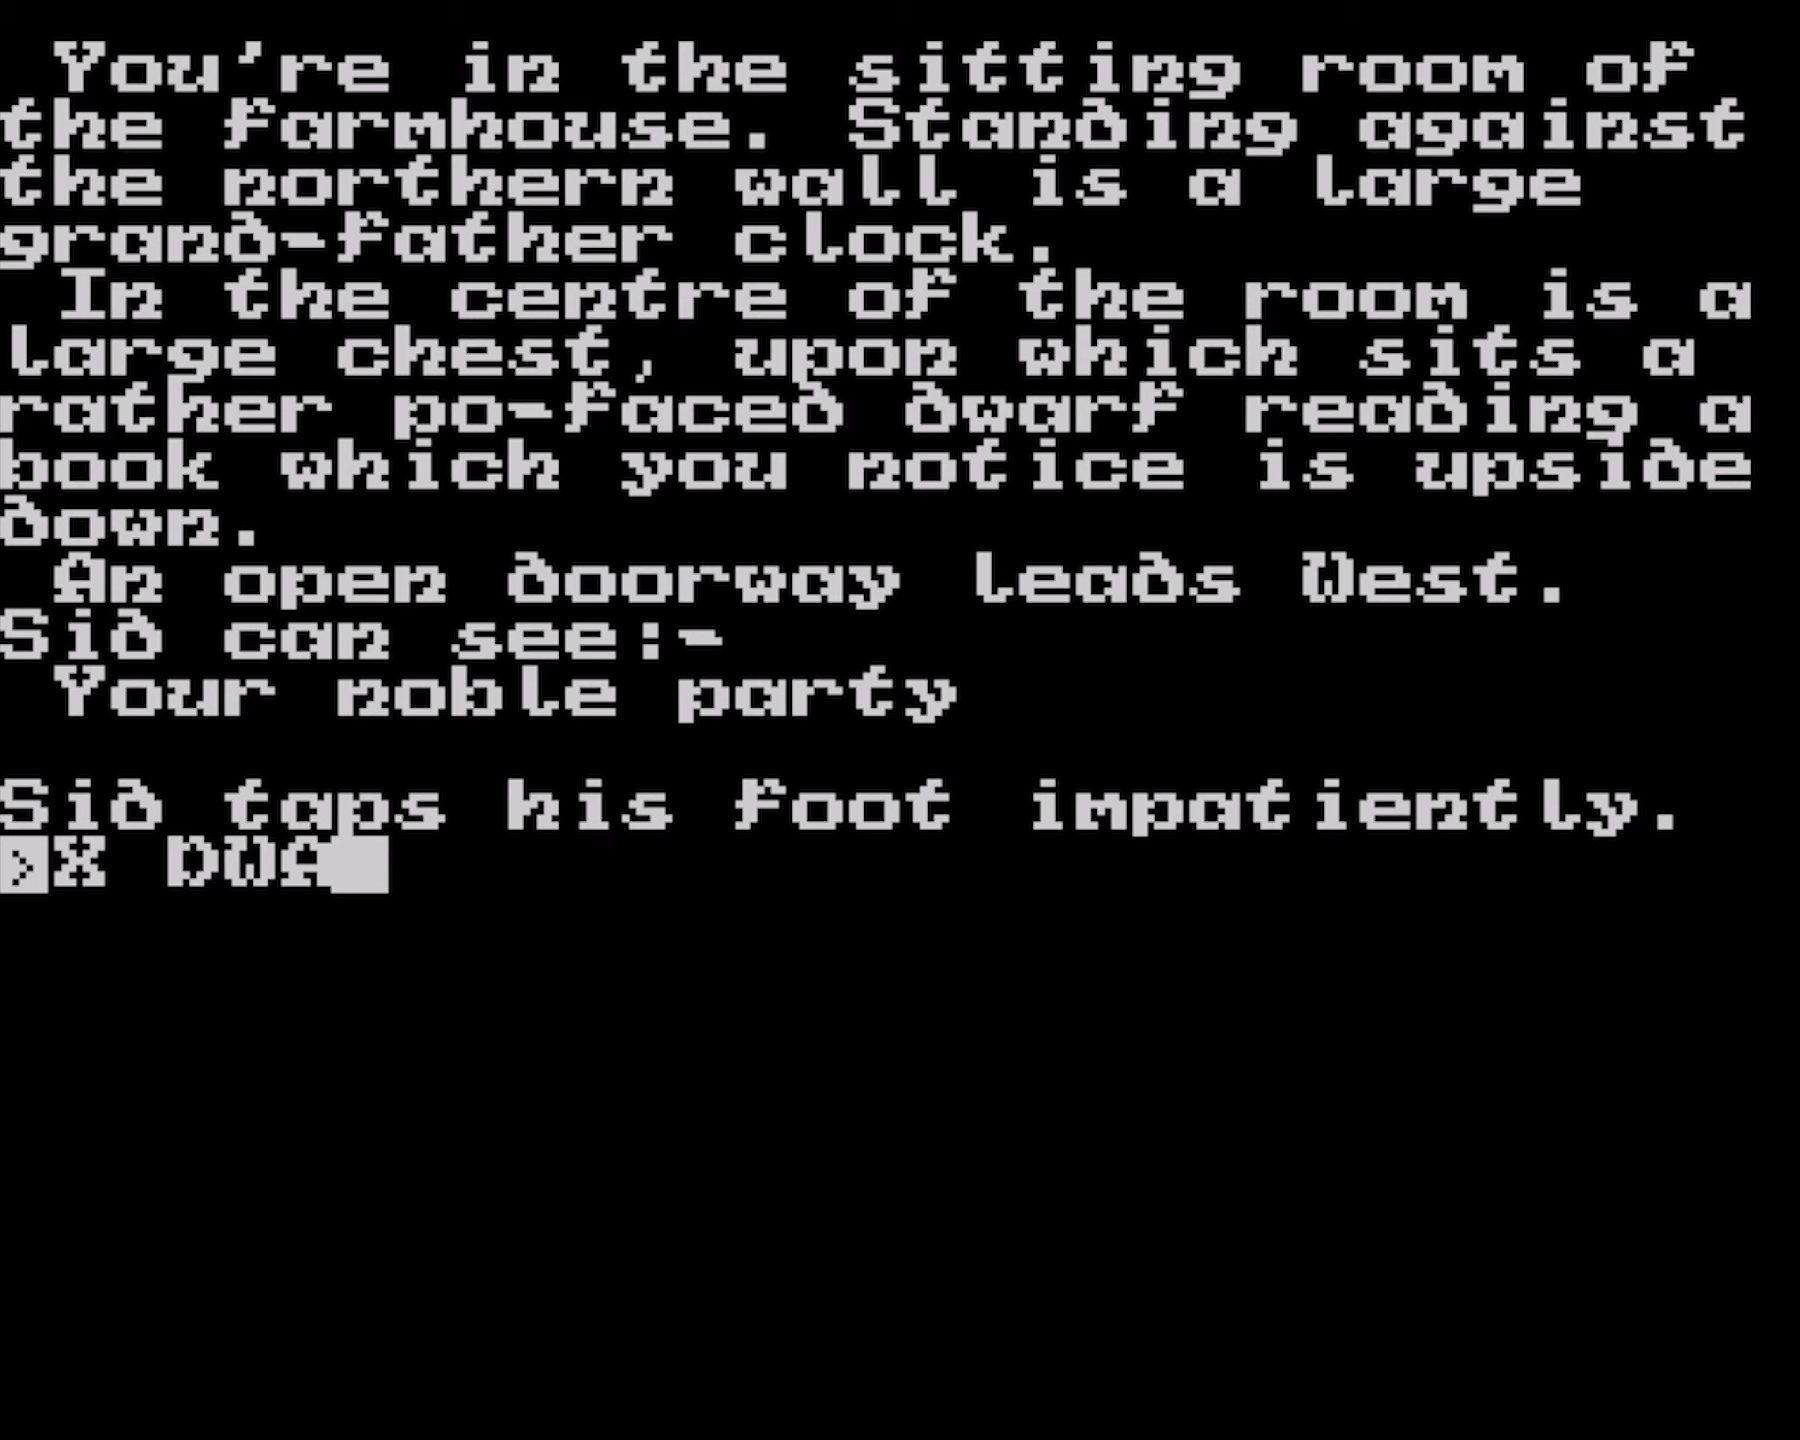 You're in the sitting room of
the farmhouse. Standing against
the northern wall is a large
grand-father clock.
In the centre of the room is a
large chest, upon which sits a
rather po-faced dwarf reading a
book which you notice is upside
down.
An open doorway leads West.
Sid can see:-
Your noble party
Sid taps his foot impatiently.
>X DWA